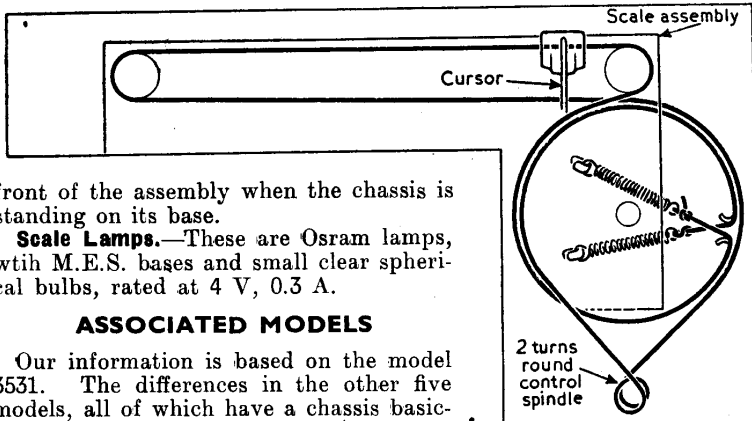 Scale assembly
Cursor
front of the assembly when the chassis is
standing on its base.
Scale Lamps.—These are Osram lamps,
wtih M.E.S. bases and small clear spheri-
cal bulbs, rated at 4 V, 0.3 A.
ASSOCIATED MODELS
Our information is based on the model
3531. The differences in the other five
models, all of which have a chassis basic-
2 turns
round
control
spindle